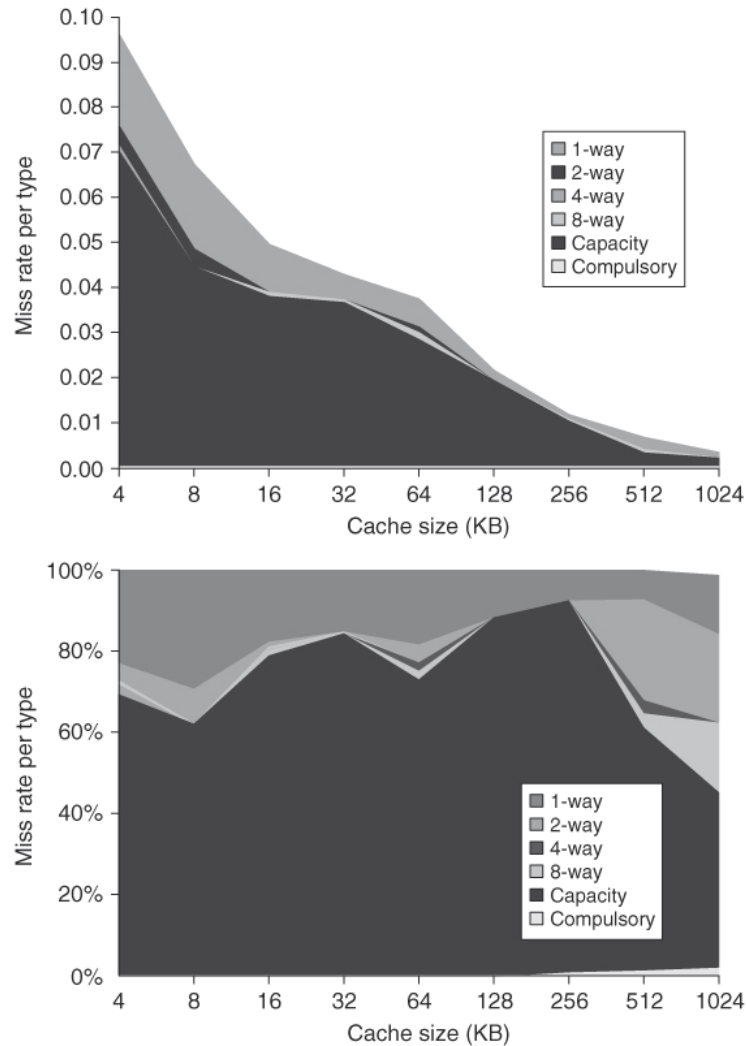 0.10
0.09
0.08
0.07
0.06
0.05
0.04
0.03
0.02
0.01
0.00
Miss rate per type
1-way
2-way
4-way
8-way
Capacity
Compulsory
4 8 16 32 64 128 256 512 1024
Cache size (KB)
100%
80%
60%
40%
20%
0%
Miss rate per type
1-way
2-way
4-way
8-way
Capacity
Compulsory
4 8 16 32 64 128 256 512 1024
Cache size (KB)